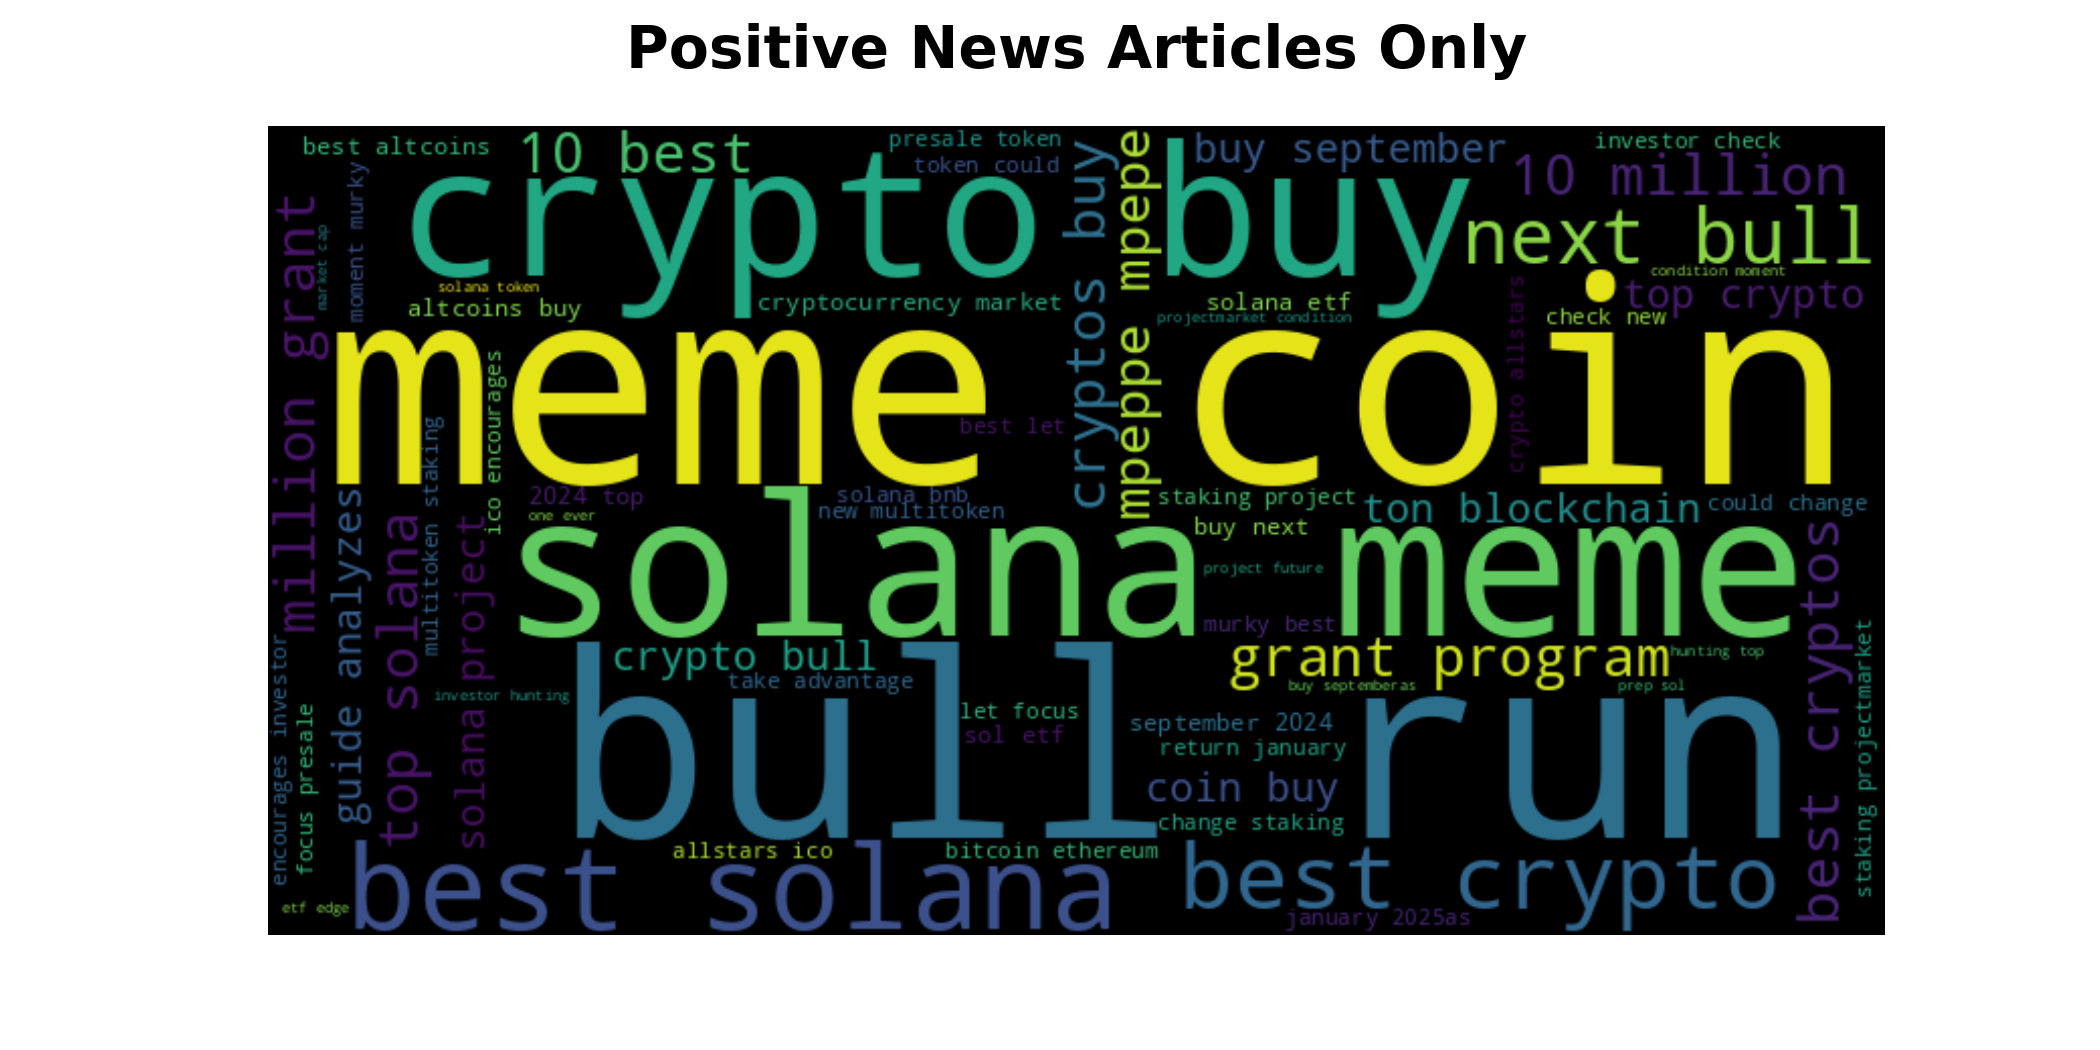 Positive News Articles Only
best altcoins
10 best
presale token
token could
cryptos buy
mpepe mpeppe
buy september
investor check
10 million
crypto buy
next bull
million grant
market cap
moment murky
solana token
altcoins buy
cryptocurrency market
solana etf
projectmarket condition
condition moment
top crypto
check new
meme coin
crypto allstars
best let
ico encourages
multitoken staking
guide analyzes
top solana
solana project
2024 top
one ever
solana bnb
new multitoken
staking project
buy next
ton blockchain
could change
solana meme
project future
murky best
best cryptos
staking projectmarket
encourages investor
focus presale
crypto bull
take advantage
investor hunting
grant program
hunting top
buy septemberas
prep sol
let focus
sol etf
september 2024
return january
coin buy
change staking
bull run
allstars ico
bitcoin ethereum
best solana
best crypto
etf edge
january 2025as